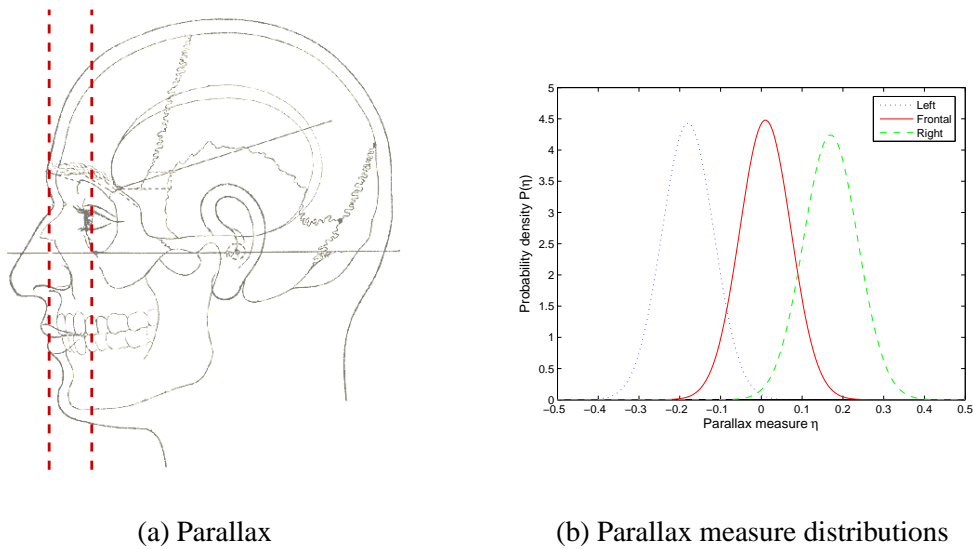 5
4.5
4
3.5
3
2.5
2
1.5
1
0.5
0
−0.5 −0.4 −0.3 −0.2 −0.1 0 0.1 0.2 0.3 0.4 0.5
Probability density P(η)
Parallax measure η
Left
Frontal
Right
(a) Parallax
(b) Parallax measure distributions